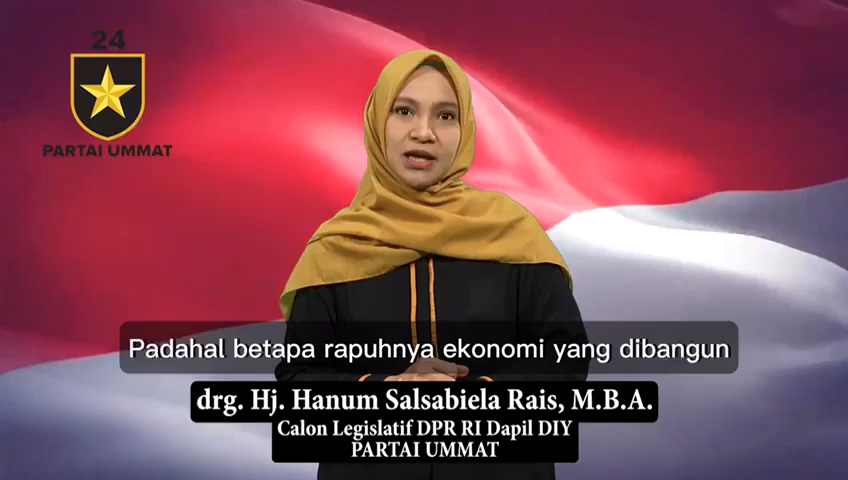 24
PARTAI UMMAT
Padahal betapa rapuhnya ekonomi yang dibangun
drg. Hj. Hanum Salsabiela Rais, M.B.A.
Calon Legislatif DPR RI Dapil DIY
PARTAI UMMAT